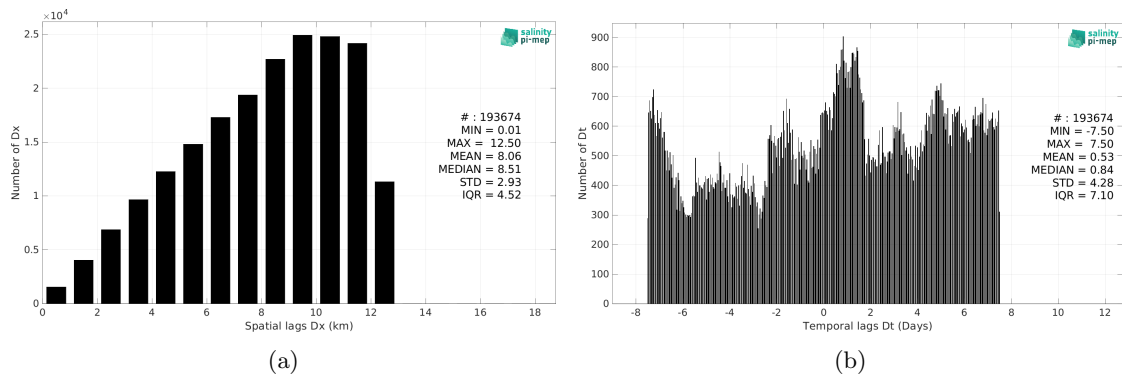 ×10⁴
2.5
2
1.5
1
0.5
0
0 2 4 6 8 10 12 14 16 18
Number of Dx
Spatial lags Dx (km)
salinity
pi-mep
# : 193674
MIN = 0.01
MAX = 12.50
MEAN = 8.06
MEDIAN = 8.51
STD = 2.93
IQR = 4.52
(a)
900
800
700
600
500
400
300
200
100
0
-8 -6 -4 -2 0 2 4 6 8 10 12
Number of Dt
Temporal lags Dt (Days)
salinity
pi-mep
# : 193674
MIN = -7.50
MAX = 7.50
MEAN = 0.53
MEDIAN = 0.84
STD = 4.28
IQR = 7.10
(b)